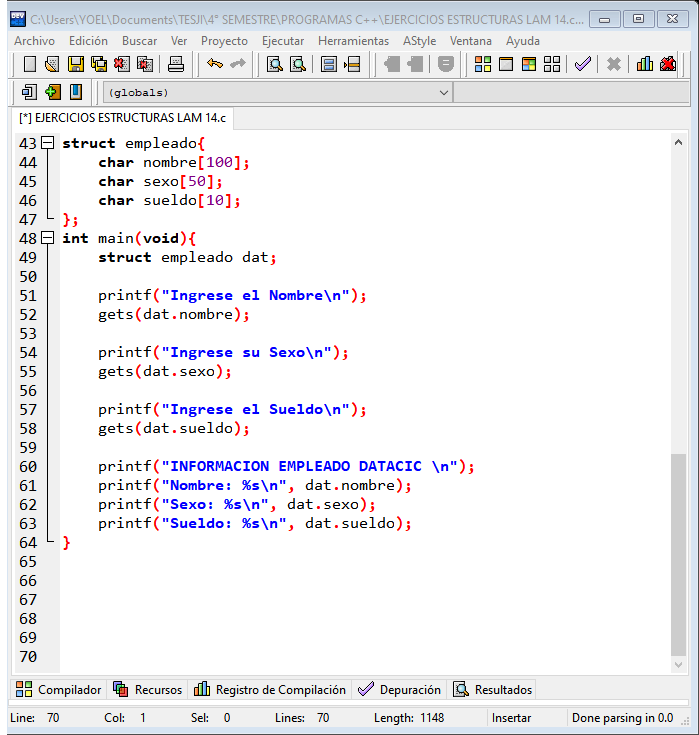 DEV
C:\Users\YOEL\Documents\TESJI\4° SEMESTRE\PROGRAMAS C++\EJERCICIOS ESTRUCTURAS LAM 14.c...
Archivo Edición Buscar Ver Proyecto Ejecutar Herramientas AStyle Ventana Ayuda
(globals)
[*] EJERCICIOS ESTRUCTURAS LAM 14.c
43 struct empleado{
44 char nombre[100];
45 char sexo[50];
46 char sueldo[10];
47 };
48 int main(void){
49 struct empleado dat;
50
51 printf("Ingrese el Nombre\n");
52 gets(dat.nombre);
53
54 printf("Ingrese su Sexo\n");
55 gets(dat.sexo);
56
57 printf("Ingrese el Sueldo\n");
58 gets(dat.sueldo);
59
60 printf("INFORMACION EMPLEADO DATACIC \n");
61 printf("Nombre: %s\n", dat.nombre);
62 printf("Sexo: %s\n", dat.sexo);
63 printf("Sueldo: %s\n", dat.sueldo);
64 }
65
66
67
68
69
70
Compilador Recursos Registro de Compilación Depuración Resultados
Line: 70 Col: 1 Sel: 0 Lines: 70 Length: 1148 Insertar Done parsing in 0.0